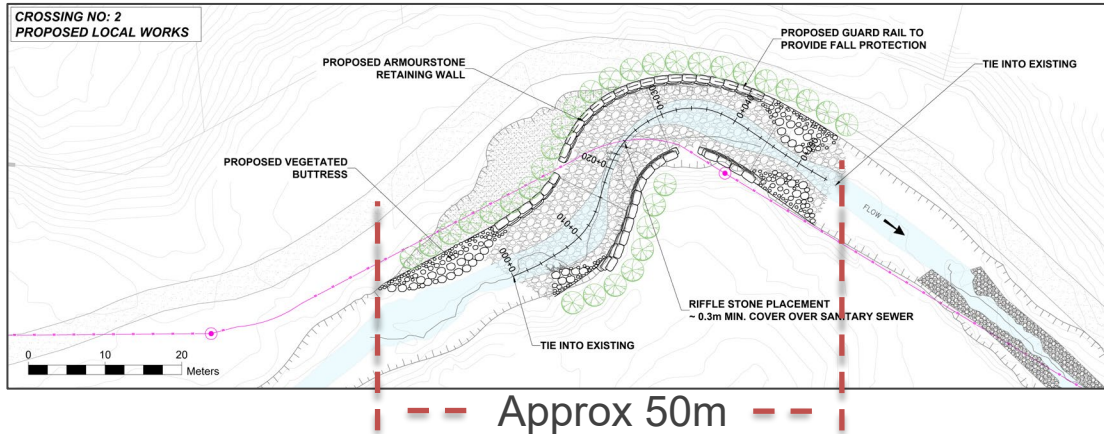 CROSSING NO: 2
PROPOSED LOCAL WORKS
PROPOSED GUARD RAIL TO
PROVIDE FALL PROTECTION
PROPOSED ARMOURSTONE
RETAINING WALL
TIE INTO EXISTING
PROPOSED VEGETATED
BUTTRESS
0+000
0+010
0+020
0+030
0+040
FLOW
RIFFLE STONE PLACEMENT
~ 0.3m MIN. COVER OVER SANITARY SEWER
TIE INTO EXISTING
0 10 20
Meters
Approx 50m